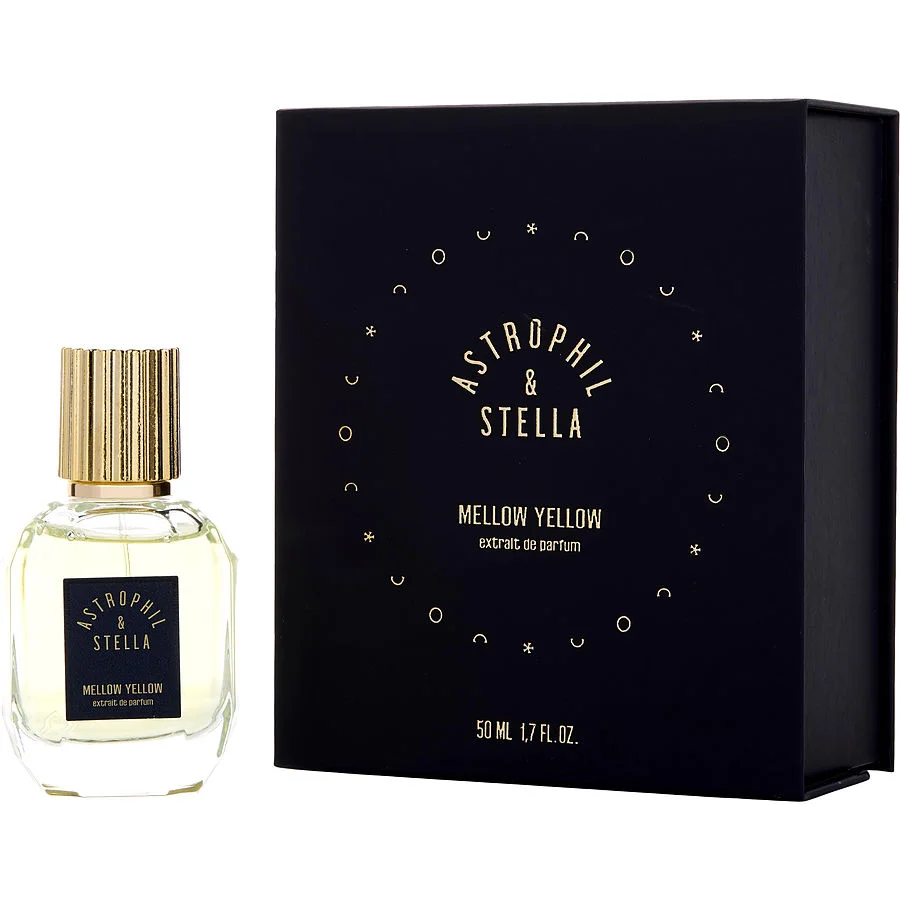 ASTROPHIL
&
STELLA
MELLOW YELLOW
extrait de parfum
50 ML 1,7 FL.OZ.
ASTROPHIL
&
STELLA
MELLOW YELLOW
extrait de parfum